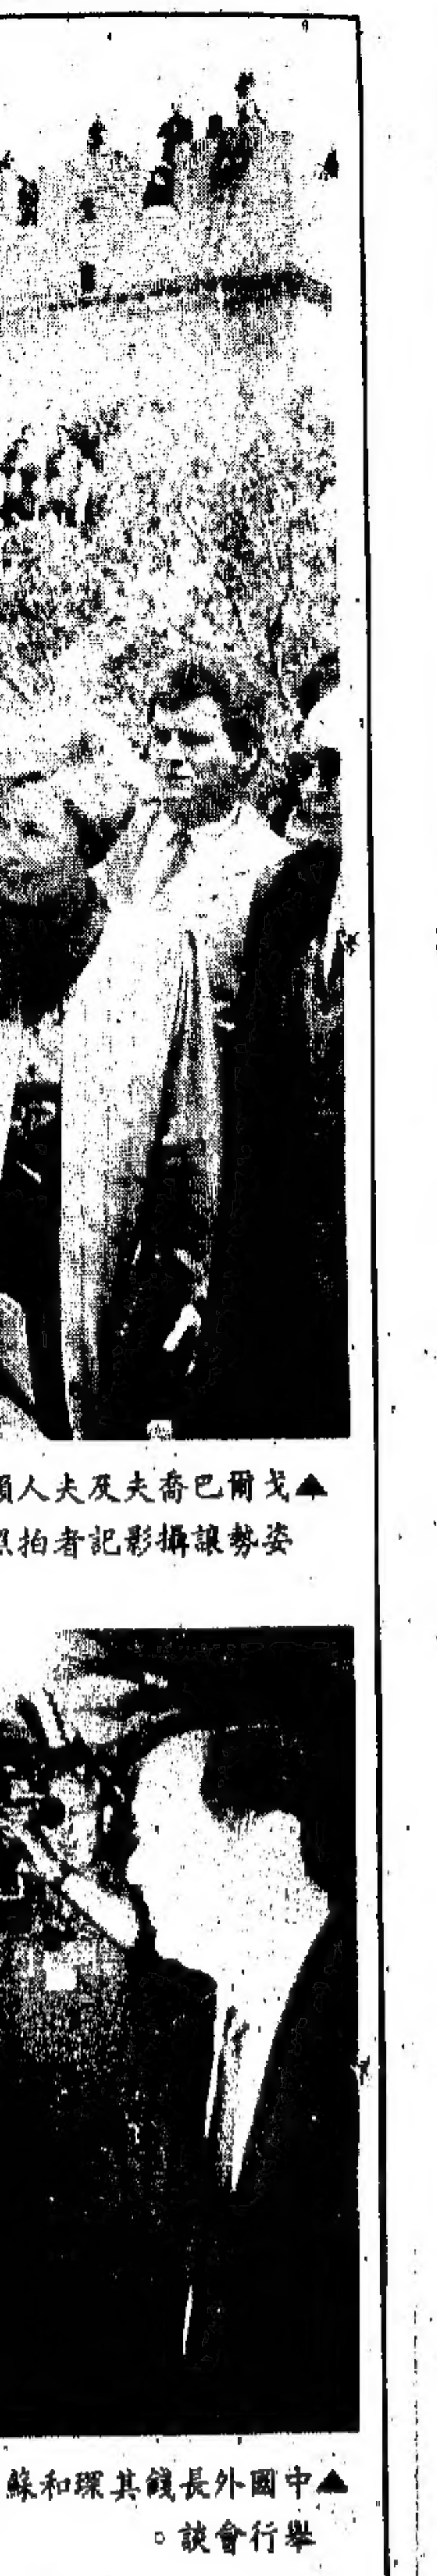 ▲戈爾巴喬夫及夫人
姿勢讓攝影記者拍照
▲中國外長錢其琛和蘇
舉行會談。